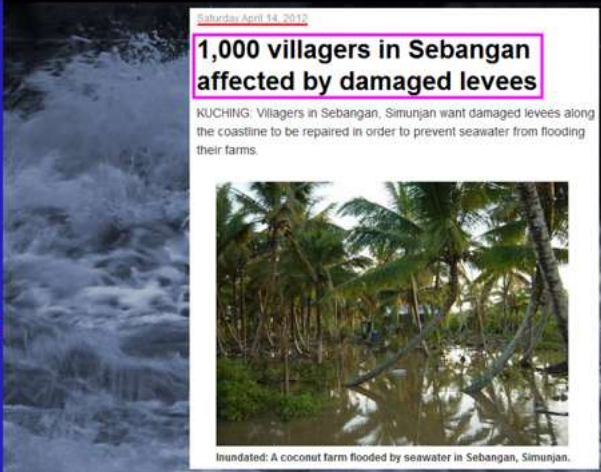 Saturday April 14, 2012
1,000 villagers in Sebangan
affected by damaged levees
KUCHING: Villagers in Sebangan, Simunjan want damaged levees along
the coastline to be repaired in order to prevent seawater from flooding
their farms.
Inundated: A coconut farm flooded by seawater in Sebangan, Simunjan.